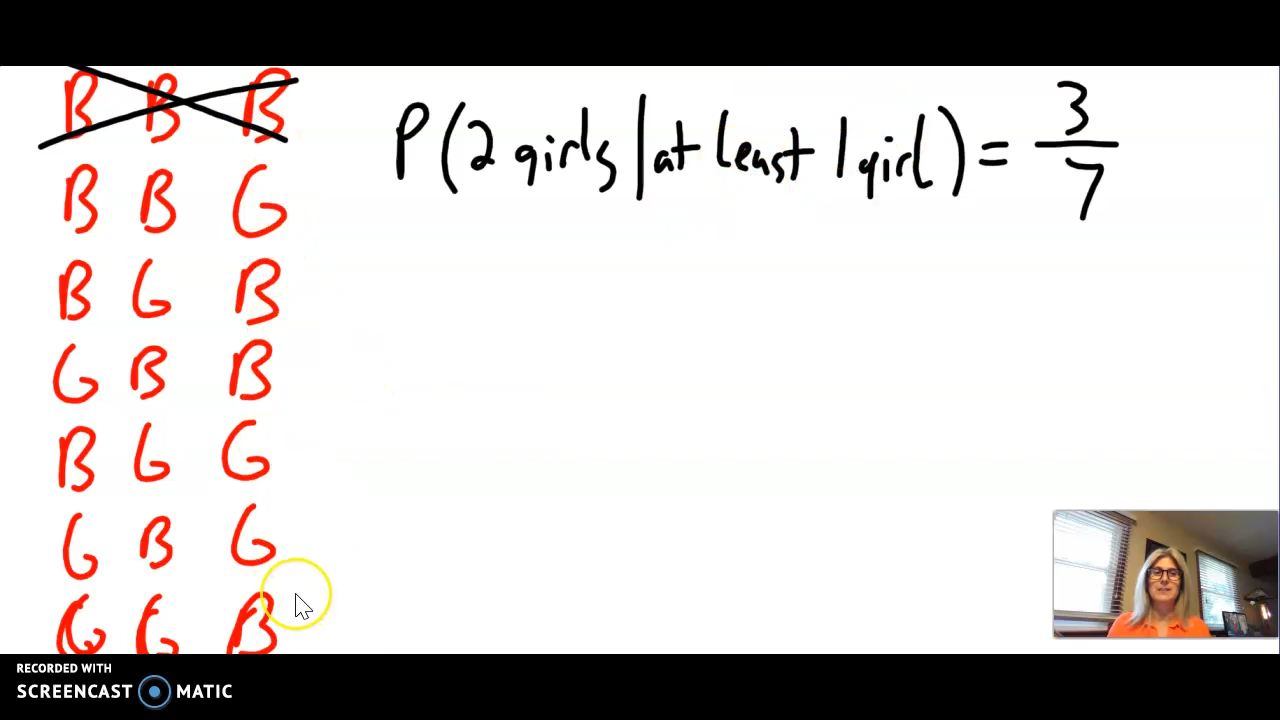 B B B
P(2 girls | at least 1 girl) = 3/7
B B G
B G B
G B B
B G G
G B G
G G B
RECORDED WITH
SCREENCAST MATIC